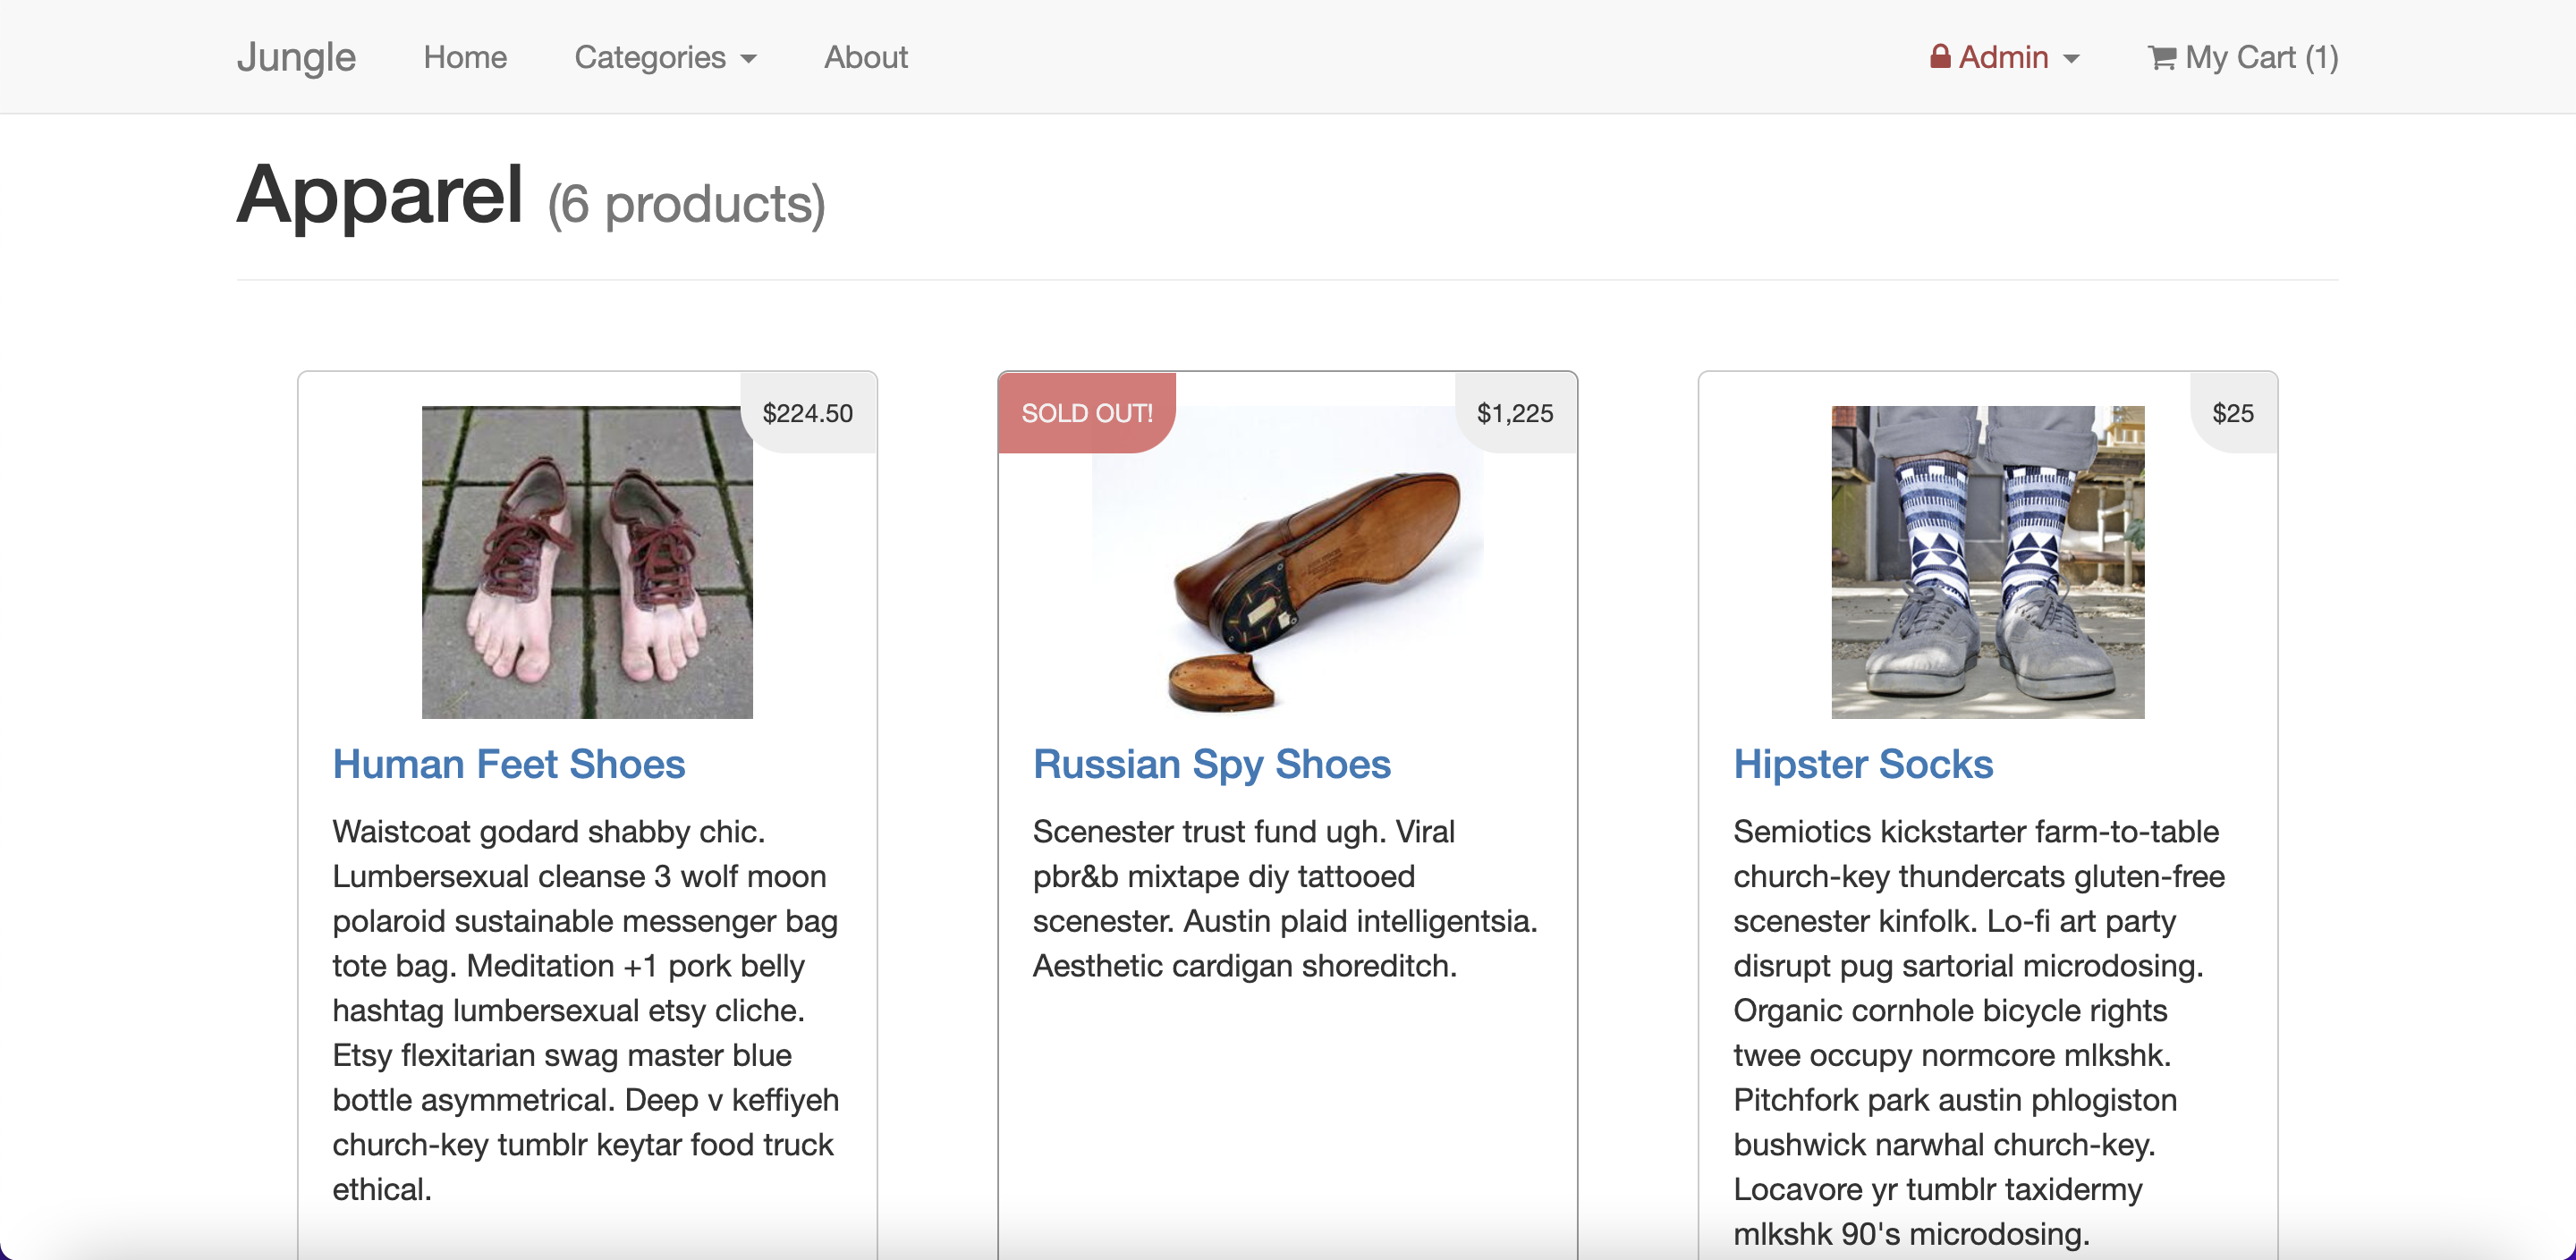 Jungle Home Categories About Admin My Cart (1)
Apparel (6 products)
$224.50
Human Feet Shoes
Waistcoat godard shabby chic.
Lumbersexual cleanse 3 wolf moon
polaroid sustainable messenger bag
tote bag. Meditation +1 pork belly
hashtag lumbersexual etsy cliche.
Etsy flexitarian swag master blue
bottle asymmetrical. Deep v keffiyeh
church-key tumblr keytar food truck
ethical.
SOLD OUT!
$1,225
Russian Spy Shoes
Scenester trust fund ugh. Viral
pbr&b mixtape diy tattooed
scenester. Austin plaid intelligentsia.
Aesthetic cardigan shoreditch.
$25
Hipster Socks
Semiotics kickstarter farm-to-table
church-key thundercats gluten-free
scenester kinfolk. Lo-fi art party
disrupt pug sartorial microdosing.
Organic cornhole bicycle rights
twee occupy normcore mlkshk.
Pitchfork park austin phlogiston
bushwick narwhal church-key.
Locavore yr tumblr taxidermy
mlkshk 90's microdosing.